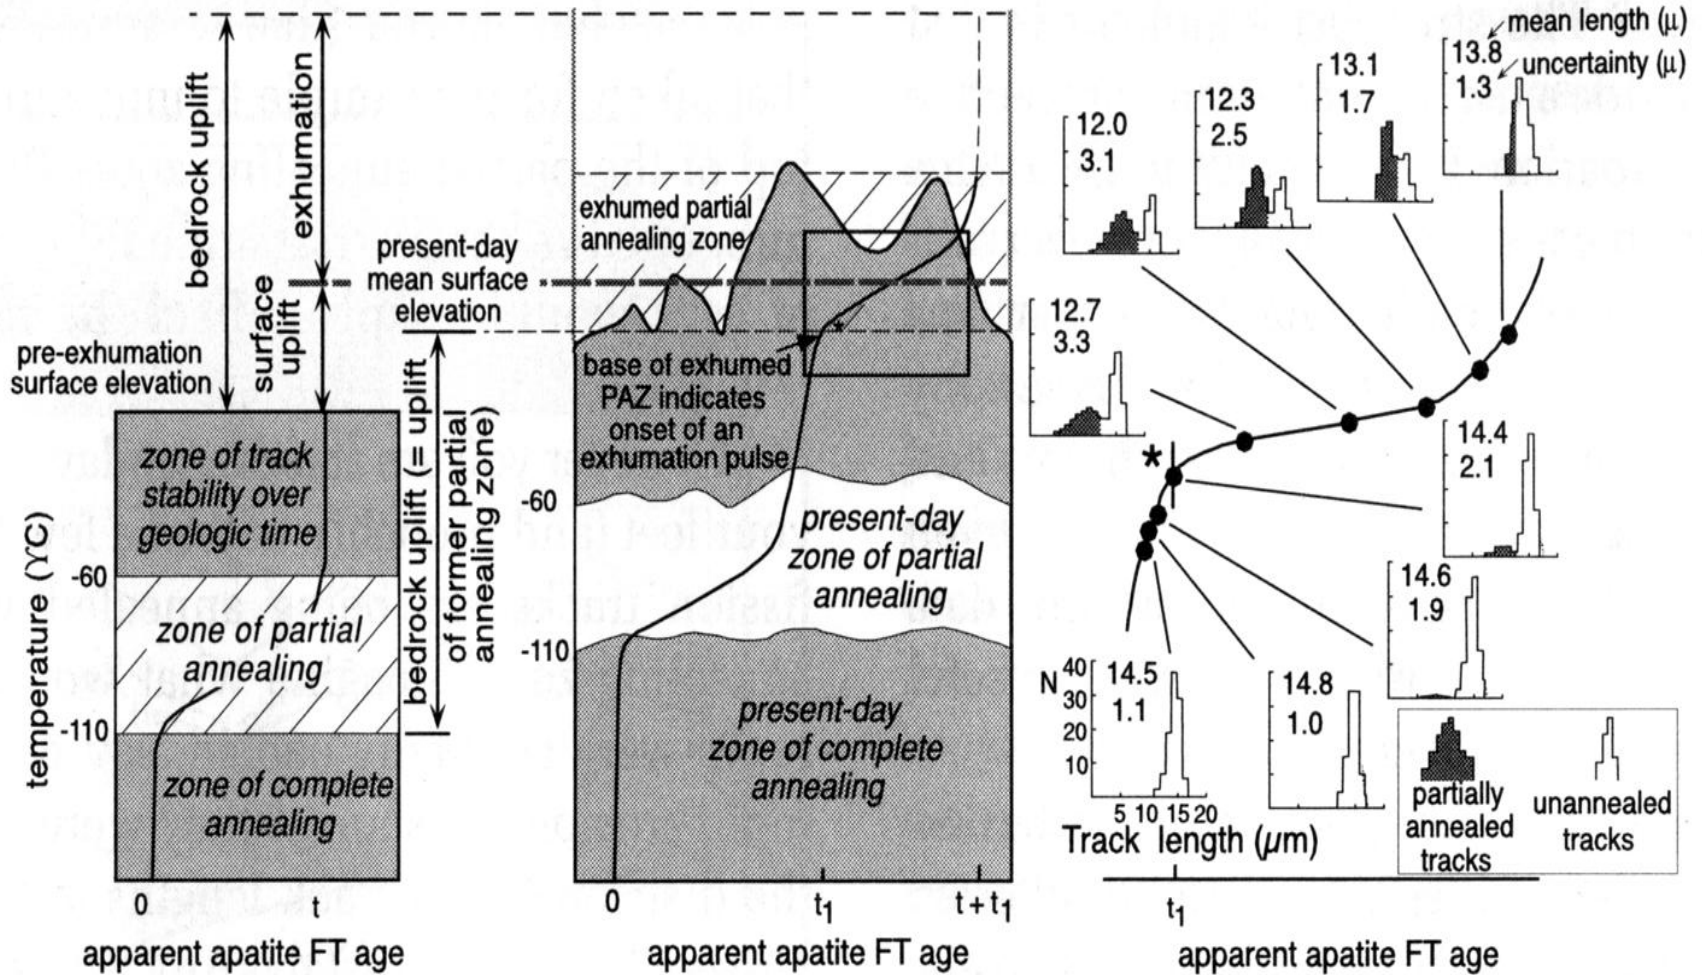 bedrock uplift
exhumation
surface
uplift
pre-exhumation
surface elevation
present-day
mean surface
elevation
bedrock uplift (= uplift
of former partial
annealing zone)
temperature (ϒC)
-60
-110
zone of track
stability over
geologic time
zone of partial
annealing
zone of complete
annealing
0
t
apparent apatite FT age
exhumed partial
annealing zone
*
base of exhumed
PAZ indicates
onset of an
exhumation pulse
-60
present-day
zone of partial
annealing
-110
present-day
zone of complete
annealing
0
t1
t + t1
apparent apatite FT age
mean length (µ)
13.8
uncertainty (µ)
1.3
13.1
1.7
12.3
2.5
12.0
3.1
12.7
3.3
*
14.4
2.1
14.6
1.9
14.8
1.0
14.5
1.1
N
40
30
20
10
5 10 15 20
Track length (µm)
partially
annealed
tracks
unannealed
tracks
t1
apparent apatite FT age